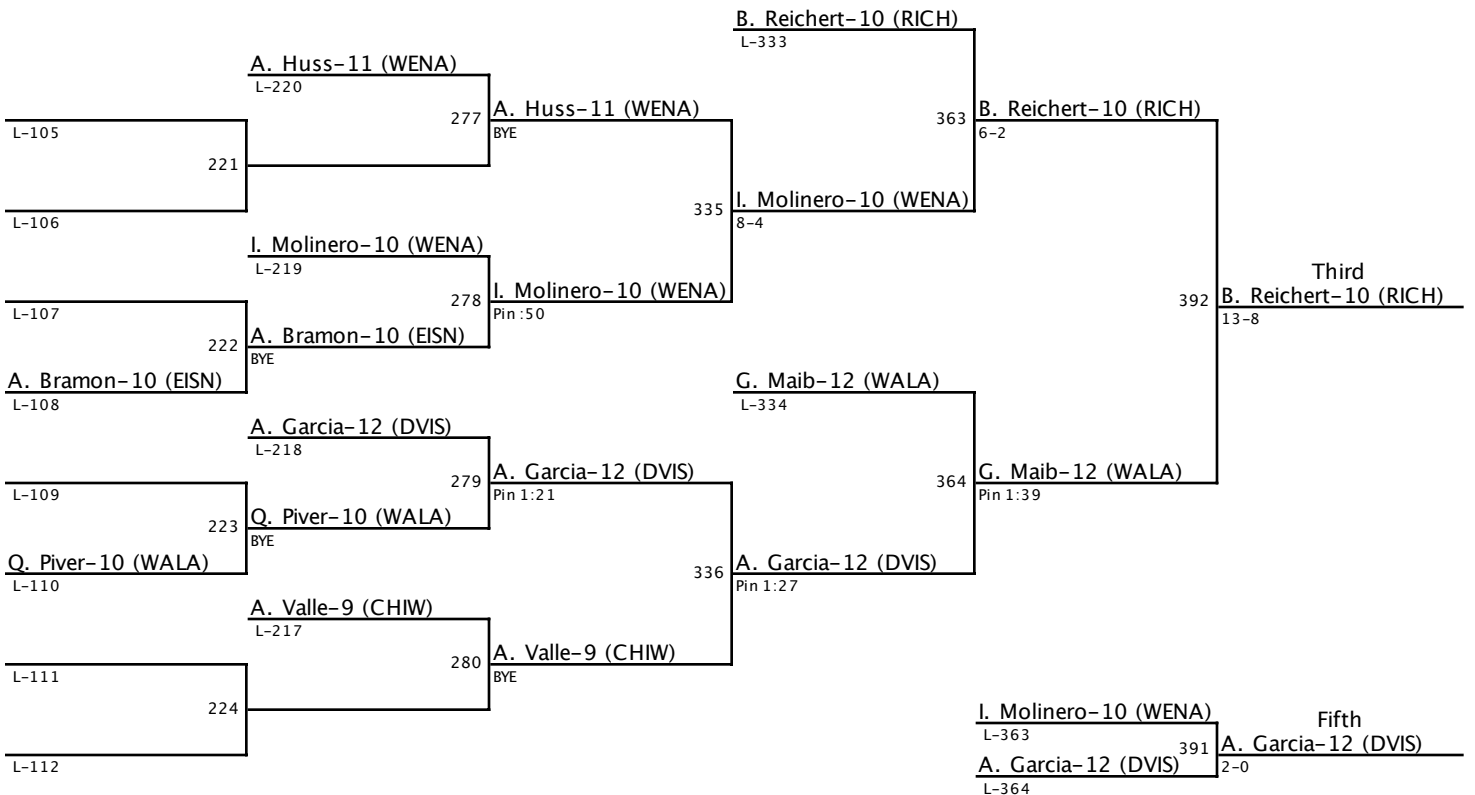 B. Reichert-10 (RICH)
L-333
A. Huss-11 (WENA)
L-220
277
A. Huss-11 (WENA)
BYE
363
B. Reichert-10 (RICH)
6-2
L-105
221
L-106
335
I. Molinero-10 (WENA)
8-4
I. Molinero-10 (WENA)
L-219
278
I. Molinero-10 (WENA)
Pin :50
L-107
222
A. Bramon-10 (EISN)
BYE
A. Bramon-10 (EISN)
L-108
392
Third
B. Reichert-10 (RICH)
13-8
G. Maib-12 (WALA)
L-334
A. Garcia-12 (DVIS)
L-218
279
A. Garcia-12 (DVIS)
Pin 1:21
364
G. Maib-12 (WALA)
Pin 1:39
L-109
223
Q. Piver-10 (WALA)
BYE
Q. Piver-10 (WALA)
L-110
336
A. Garcia-12 (DVIS)
Pin 1:27
A. Valle-9 (CHIW)
L-217
280
A. Valle-9 (CHIW)
BYE
L-111
224
L-112
I. Molinero-10 (WENA)
L-363
391
A. Garcia-12 (DVIS)
L-364
Fifth
A. Garcia-12 (DVIS)
2-0